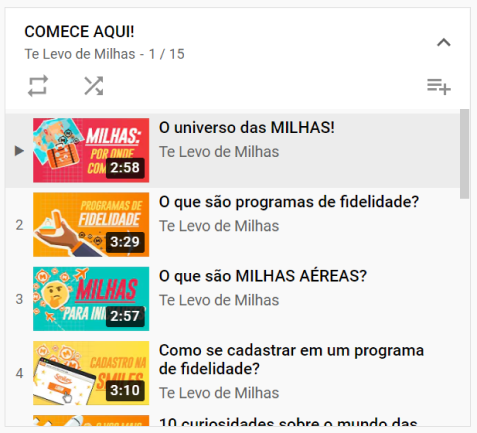 COMECE AQUI!
Te Levo de Milhas - 1 / 15
MILHAS:
POR ONDE
COM
2:58
O universo das MILHAS!
Te Levo de Milhas
2
PROGRAMAS DE
FIDELIDADE
3:29
O que são programas de fidelidade?
Te Levo de Milhas
3
MILHAS
PARA INI
2:57
O que são MILHAS AÉREAS?
Te Levo de Milhas
4
CADASTRO NA
SMILES
3:10
Como se cadastrar em um programa
de fidelidade?
Te Levo de Milhas
10 curiosidades sobre o mundo das